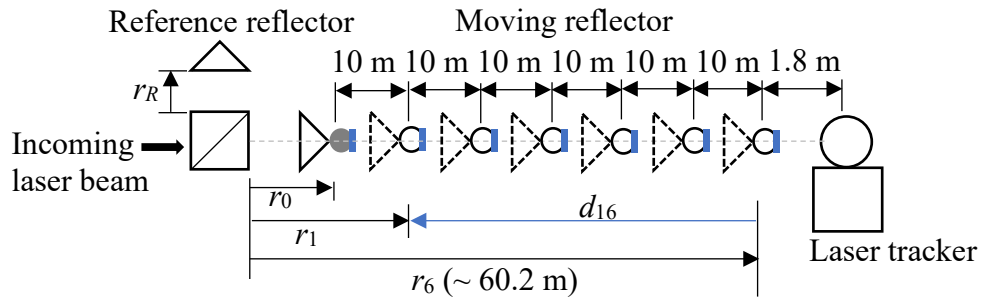 Reference reflector
Moving reflector
10 m 10 m 10 m 10 m 10 m 10 m 1.8 m
rR
Incoming
laser beam
r0
d16
r1
Laser tracker
r6 (~ 60.2 m)